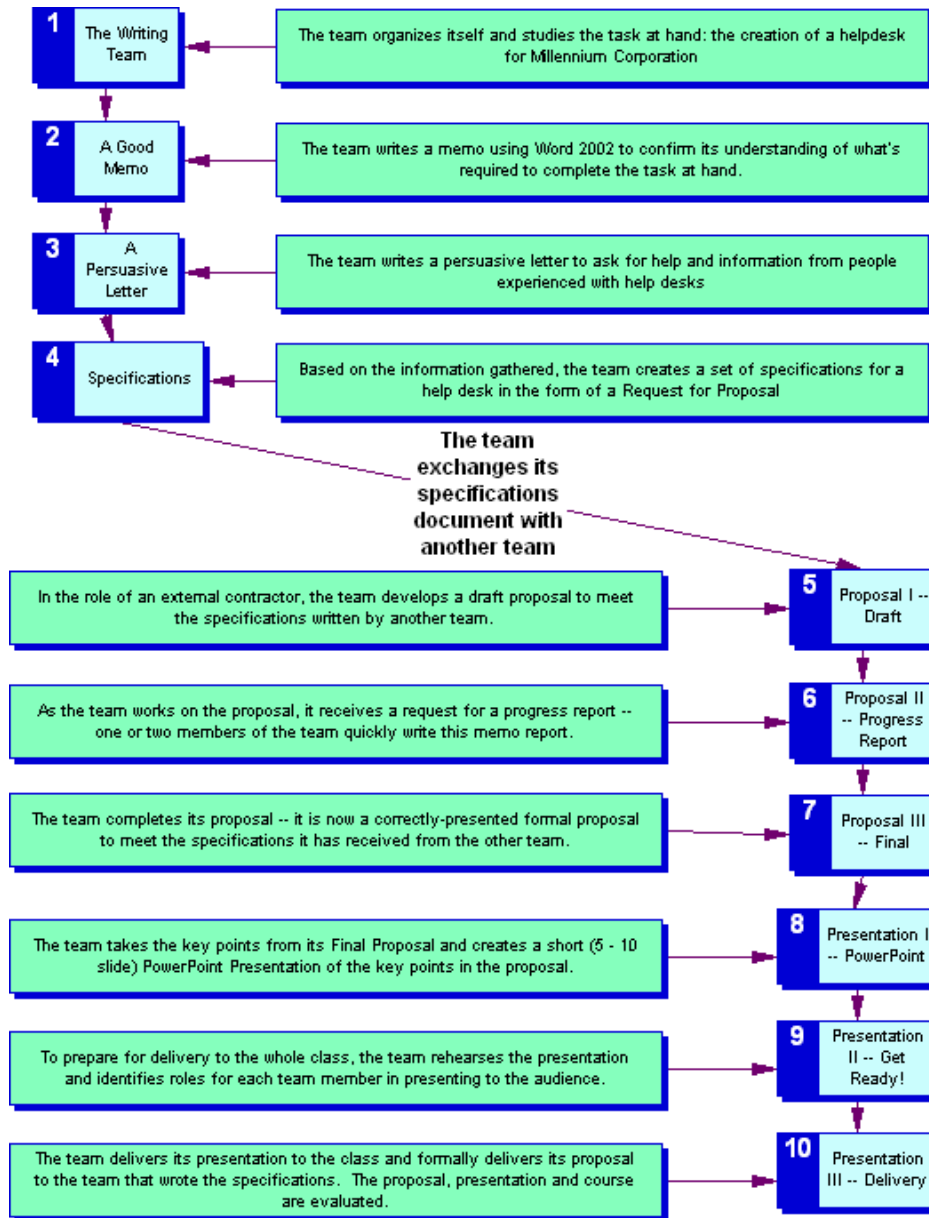 1
The Writing
Team
The team organizes itself and studies the task at hand: the creation of a helpdesk
for Millennium Corporation
2
A Good
Memo
The team writes a memo using Word 2002 to confirm its understanding of what's
required to complete the task at hand.
3
A
Persuasive
Letter
The team writes a persuasive letter to ask for help and information from people
experienced with help desks
4
Specifications
Based on the information gathered, the team creates a set of specifications for a
help desk in the form of a Request for Proposal
The team
exchanges its
specifications
document with
another team
In the role of an external contractor, the team develops a draft proposal to meet
the specifications written by another team.
5
Proposal I --
Draft
As the team works on the proposal, it receives a request for a progress report --
one or two members of the team quickly write this memo report.
6
Proposal II
-- Progress
Report
The team completes its proposal -- it is now a correctly-presented formal proposal
to meet the specifications it has received from the other team.
7
Proposal III
-- Final
The team takes the key points from its Final Proposal and creates a short (5 - 10
slide) PowerPoint Presentation of the key points in the proposal.
8
Presentation I
-- PowerPoint
To prepare for delivery to the whole class, the team rehearses the presentation
and identifies roles for each team member in presenting to the audience.
9
Presentation
II -- Get
Ready!
The team delivers its presentation to the class and formally delivers its proposal
to the team that wrote the specifications. The proposal, presentation and course
are evaluated.
10
Presentation
III -- Delivery